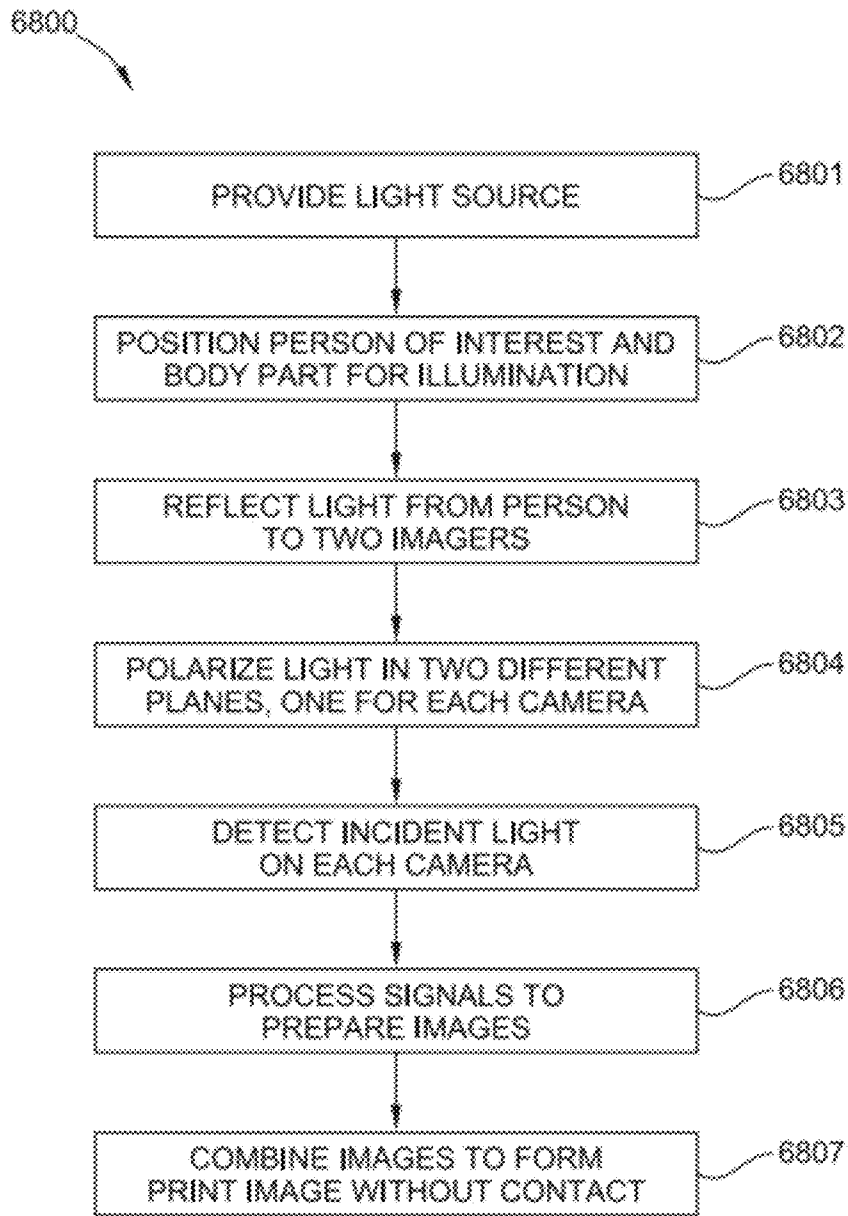 6800
PROVIDE LIGHT SOURCE
6801
POSITION PERSON OF INTEREST AND
BODY PART FOR ILLUMINATION
6802
REFLECT LIGHT FROM PERSON
TO TWO IMAGERS
6803
POLARIZE LIGHT IN TWO DIFFERENT
PLANES, ONE FOR EACH CAMERA
6804
DETECT INCIDENT LIGHT
ON EACH CAMERA
6805
PROCESS SIGNALS TO
PREPARE IMAGES
6806
COMBINE IMAGES TO FORM
PRINT IMAGE WITHOUT CONTACT
6807